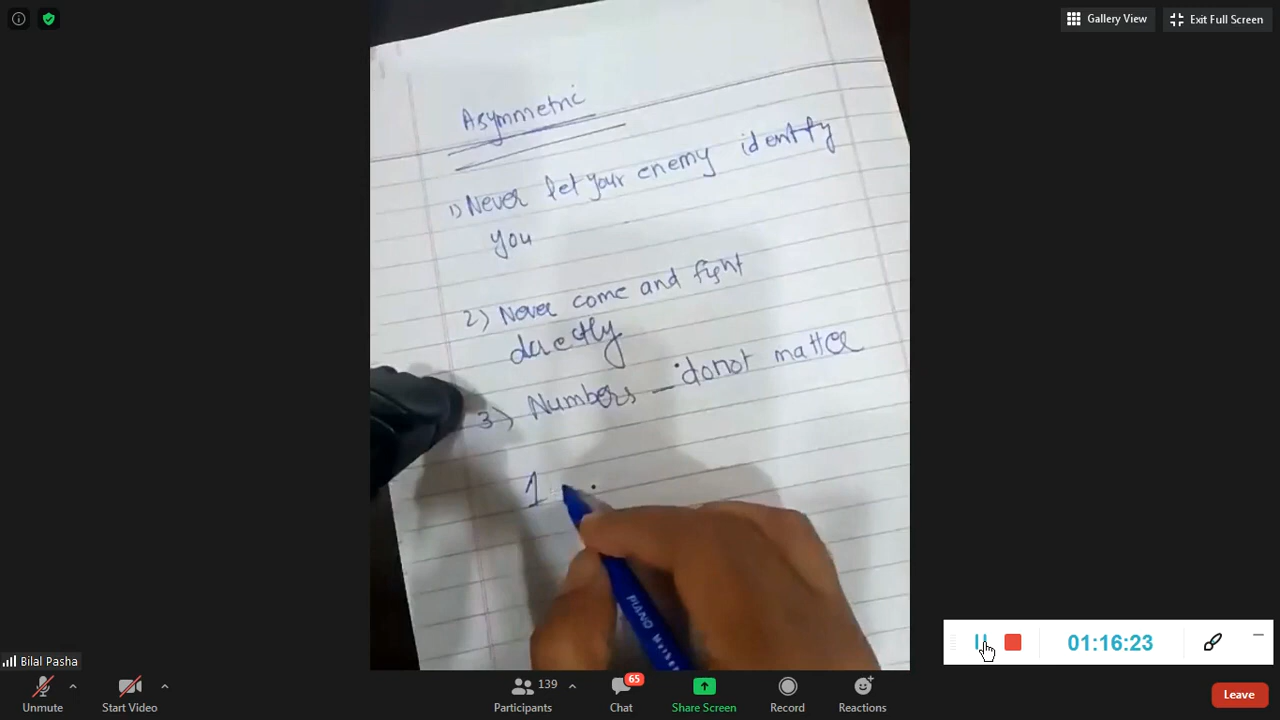 Gallery View
Exit Full Screen
Asymmetric
1) Never let your enemy identify
you
2) Never come and fight
directly
3) Numbers _ donot matter
1
PIANO
Bilal Pasha
01:16:23
Unmute
Start Video
139
Participants
65
Chat
Share Screen
Record
Reactions
Leave